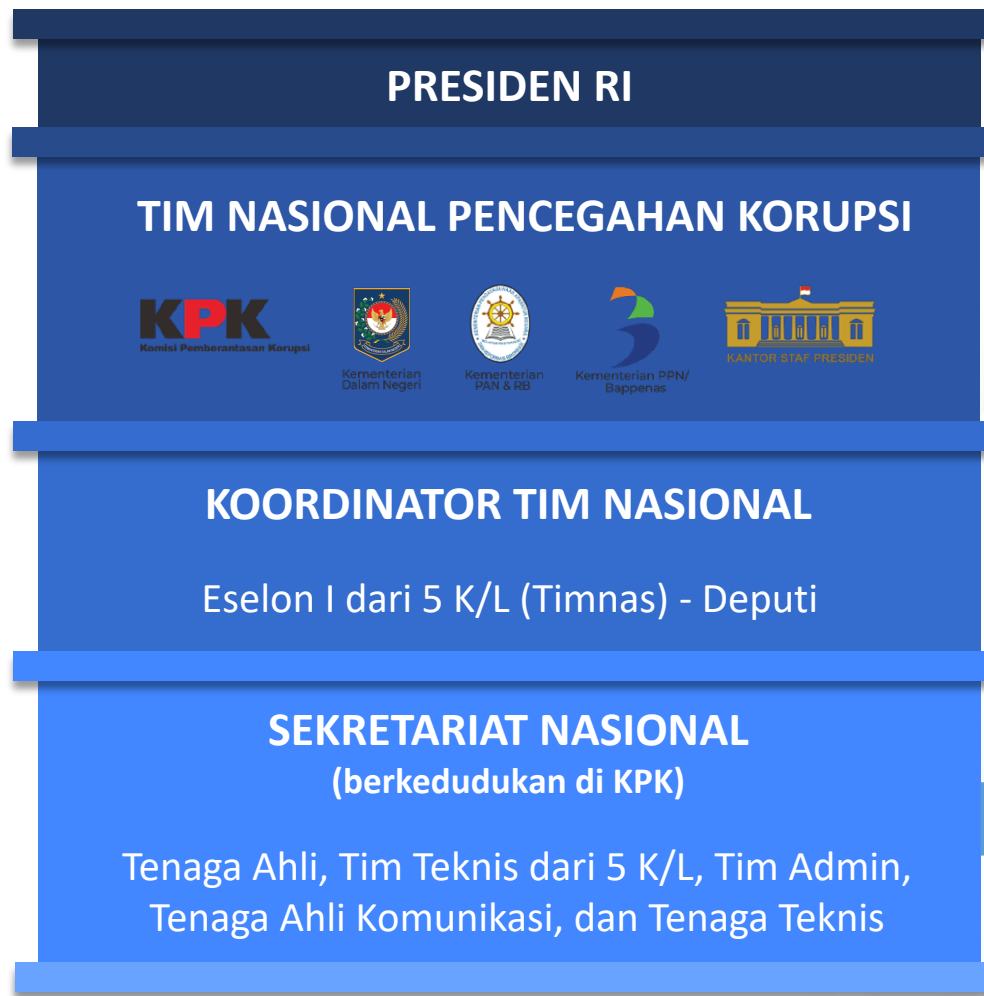 PRESIDEN RI
TIM NASIONAL PENCEGAHAN KORUPSI
KPK
Komisi Pemberantasan Korupsi
Kementerian
Dalam Negeri
Kementerian
PAN & RB
Kementerian PPN/
Bappenas
KANTOR STAF PRESIDEN
KOORDINATOR TIM NASIONAL
Eselon I dari 5 K/L (Timnas) - Deputi
SEKRETARIAT NASIONAL
(berkedudukan di KPK)
Tenaga Ahli, Tim Teknis dari 5 K/L, Tim Admin,
Tenaga Ahli Komunikasi, dan Tenaga Teknis